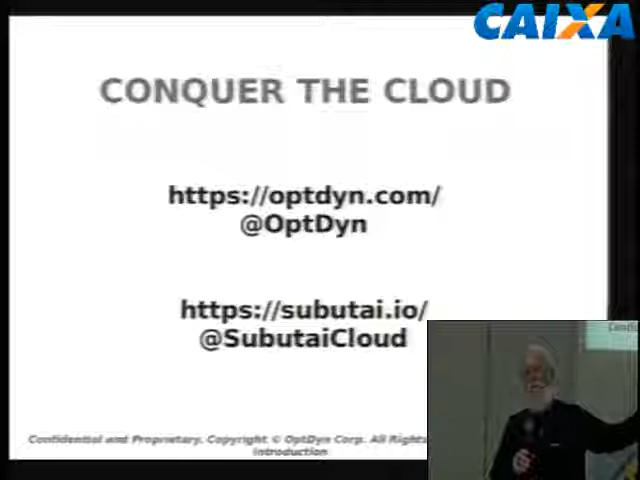 CAIXA
CONQUER THE CLOUD
https://optdyn.com/
@OptDyn
https://subutai.io/
@SubutaiCloud
Confidential and Proprietary. Copyright © OptDyn Corp. All Rights
Introduction